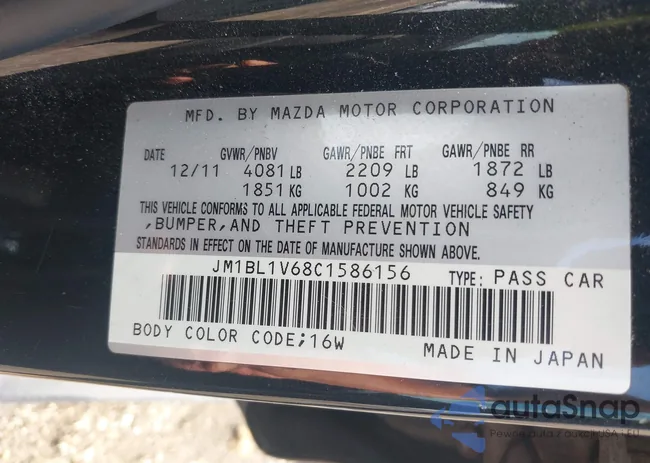 MFD. BY MAZDA MOTOR CORPORATION
DATE GVWR/PNBV GAWR/PNBE FRT GAWR/PNBE RR
12/11 4081 LB 2209 LB 1872 LB
1851 KG 1002 KG 849 KG
THIS VEHICLE CONFORMS TO ALL APPLICABLE FEDERAL MOTOR VEHICLE SAFETY
,BUMPER,AND THEFT PREVENTION
STANDARDS IN EFFECT ON THE DATE OF MANUFACTURE SHOWN ABOVE.
JM1BL1V68C1586156 TYPE: PASS CAR
BODY COLOR CODE;16W MADE IN JAPAN
autaSnap